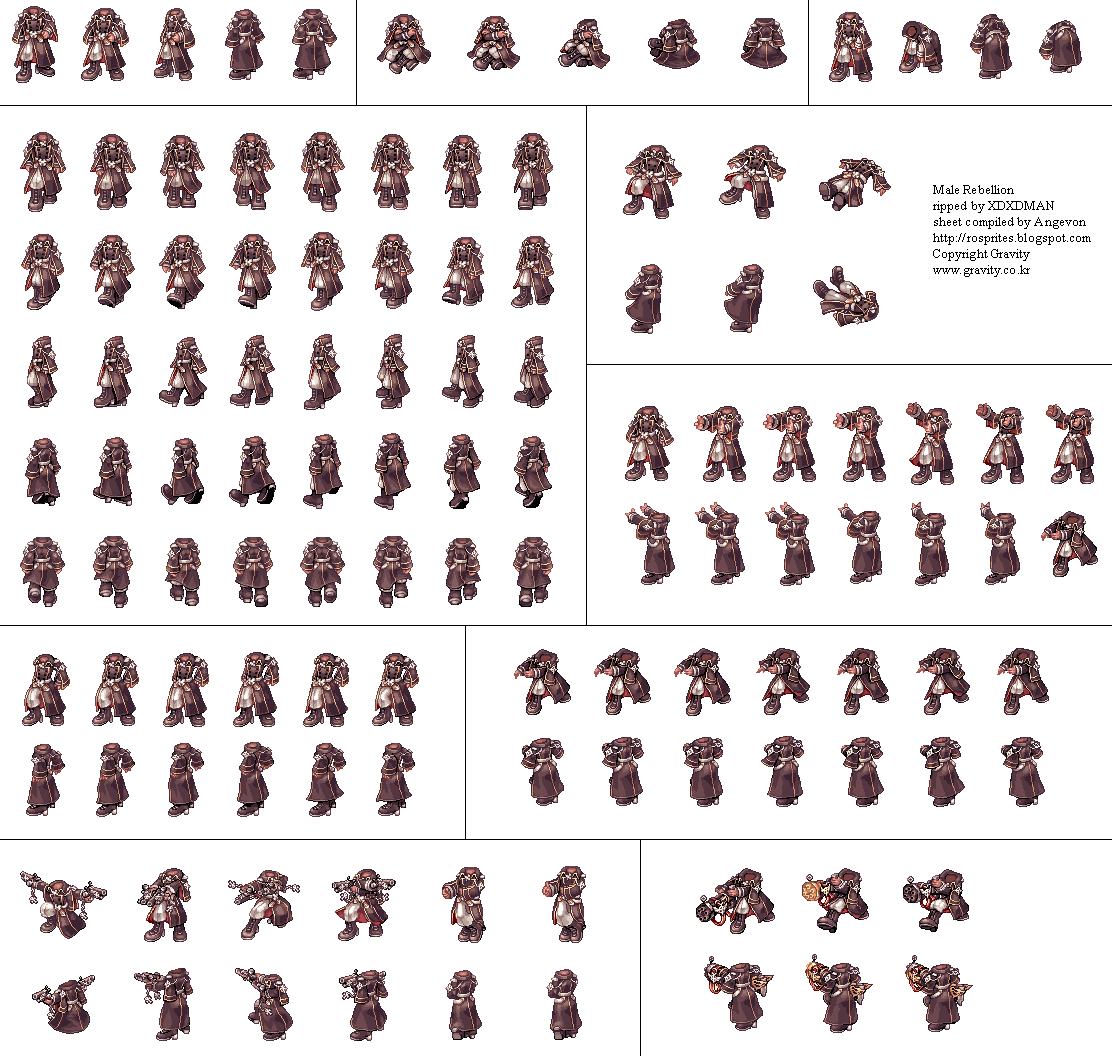 Male Rebellion
ripped by XDXDMAN
sheet compiled by Angevon
http://rosprites.blogspot.com
Copyright Gravity
www.gravity.co.kr